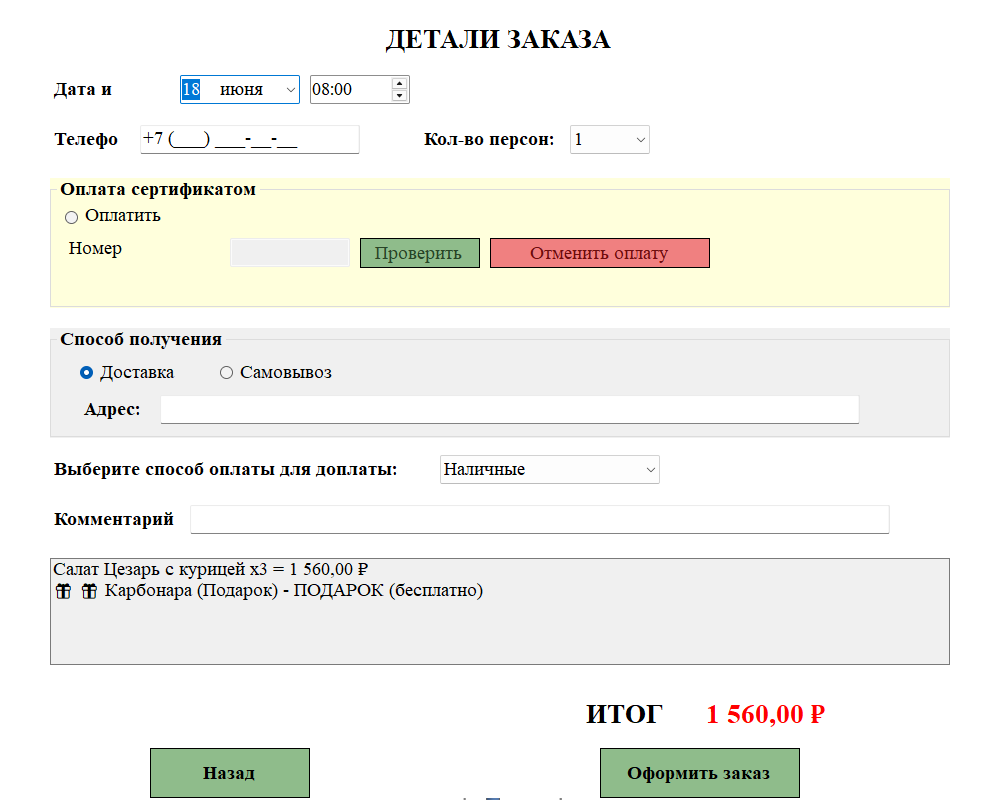 ДЕТАЛИ ЗАКАЗА
Дата и 18 июня 08:00
Телефо +7 (___) ___-__-__ Кол-во персон: 1
Оплата сертификатом
Оплатить
Номер Проверить Отменить оплату
Способ получения
Доставка Самовывоз
Адрес:
Выберите способ оплаты для доплаты: Наличные
Комментарий
Салат Цезарь с курицей x3 = 1 560,00 ₽
🎁 🎁 Карбонара (Подарок) - ПОДАРОК (бесплатно)
ИТОГ 1 560,00 ₽
Назад Оформить заказ